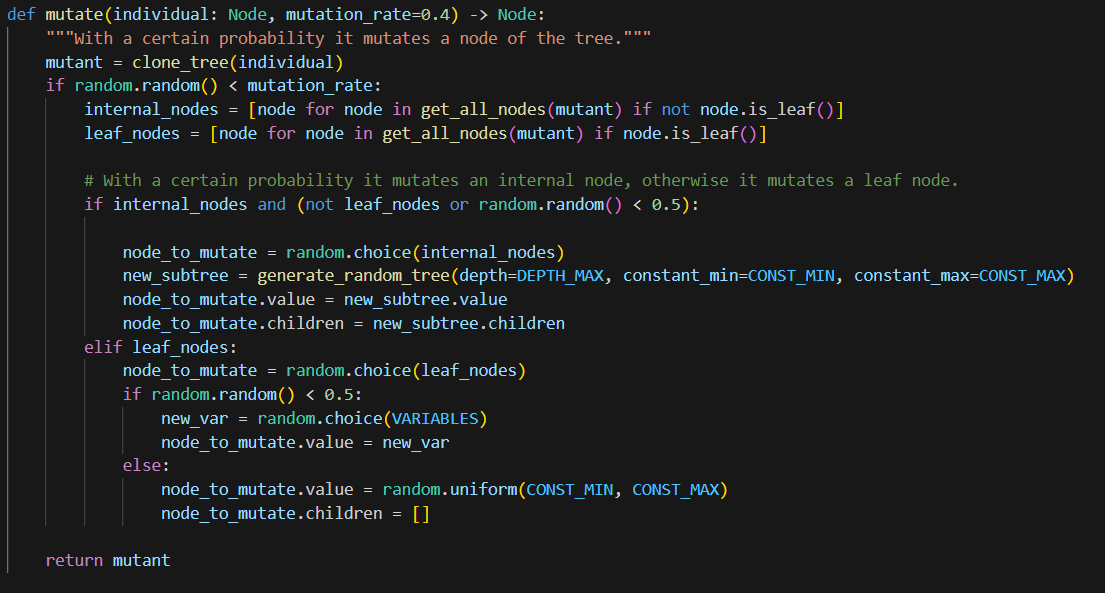 def mutate(individual: Node, mutation_rate=0.4) -> Node:
    """With a certain probability it mutates a node of the tree."""
    mutant = clone_tree(individual)
    if random.random() < mutation_rate:
        internal_nodes = [node for node in get_all_nodes(mutant) if not node.is_leaf()]
        leaf_nodes = [node for node in get_all_nodes(mutant) if node.is_leaf()]

        # With a certain probability it mutates an internal node, otherwise it mutates a leaf node.
        if internal_nodes and (not leaf_nodes or random.random() < 0.5):

            node_to_mutate = random.choice(internal_nodes)
            new_subtree = generate_random_tree(depth=DEPTH_MAX, constant_min=CONST_MIN, constant_max=CONST_MAX)
            node_to_mutate.value = new_subtree.value
            node_to_mutate.children = new_subtree.children
        elif leaf_nodes:
            node_to_mutate = random.choice(leaf_nodes)
            if random.random() < 0.5:
                new_var = random.choice(VARIABLES)
                node_to_mutate.value = new_var
            else:
                node_to_mutate.value = random.uniform(CONST_MIN, CONST_MAX)
                node_to_mutate.children = []

    return mutant